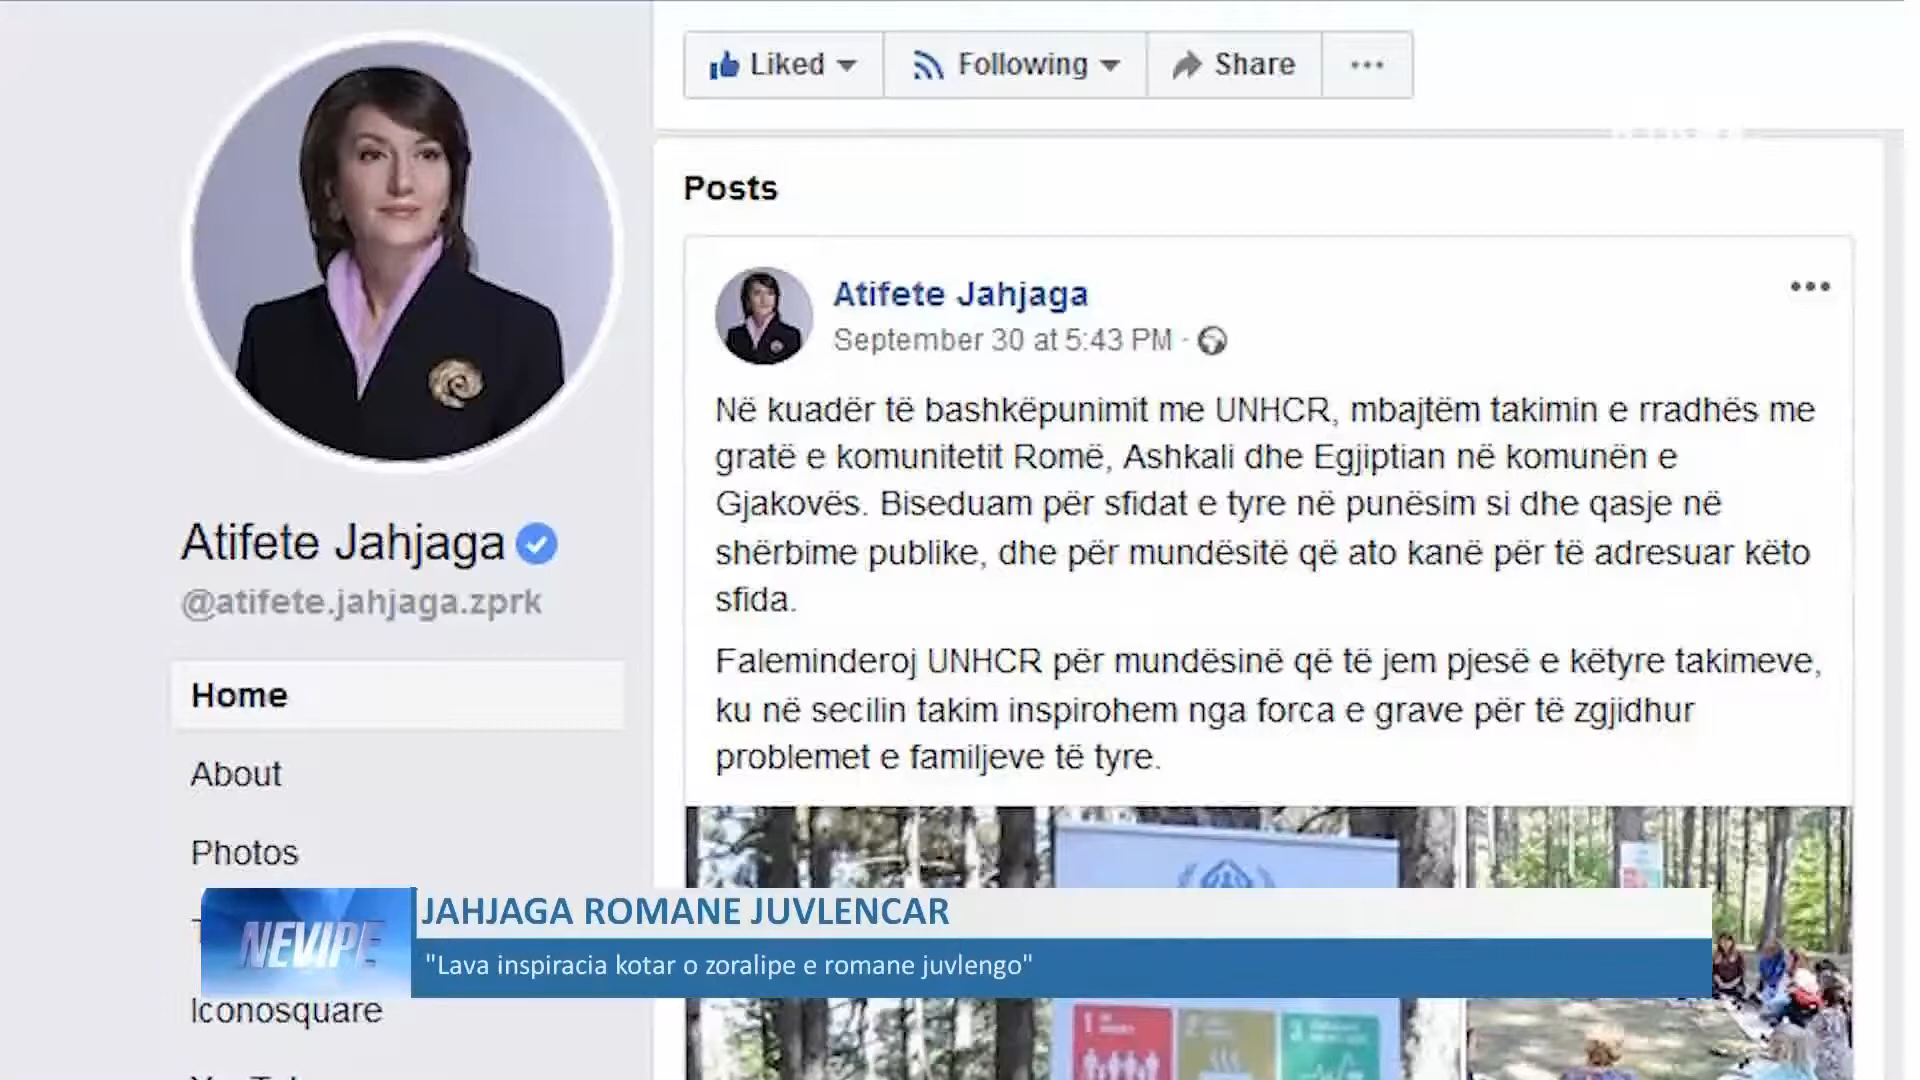 Liked
Following
Share
Posts
Atifete Jahjaga
September 30 at 5:43 PM
Në kuadër të bashkëpunimit me UNHCR, mbajtëm takimin e rradhës me
gratë e komunitetit Romë, Ashkali dhe Egjiptian në komunën e
Gjakovës. Biseduam për sfidat e tyre në punësim si dhe qasje në
shërbime publike, dhe për mundësitë që ato kanë për të adresuar këto
sfida.
Faleminderoj UNHCR për mundësinë që të jem pjesë e këtyre takimeve,
ku në secilin takim inspirohem nga forca e grave për të zgjidhur
problemet e familjeve të tyre.
Atifete Jahjaga
@atifete.jahjaga.zprk
Home
About
Photos
Iconosquare
NEVIPE
JAHJAGA ROMANE JUVLENCAR
"Lava inspiracia kotar o zoralipe e romane juvlengo"
1
2
3